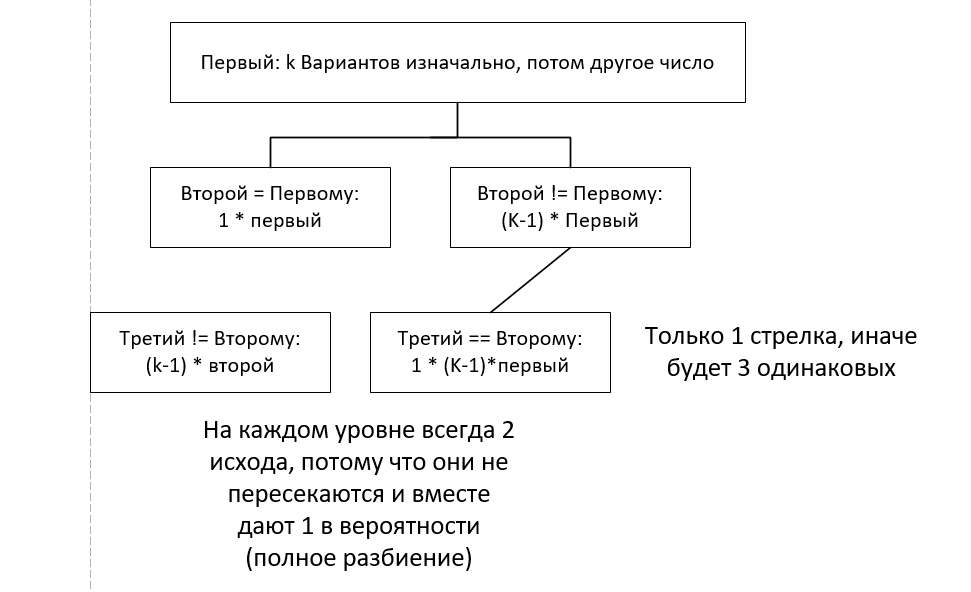 Первый: k Вариантов изначально, потом другое число
Второй = Первому:
1 * первый
Второй != Первому:
(K-1) * Первый
Третий != Второму:
(k-1) * второй
Третий == Второму:
1 * (K-1)*первый
Только 1 стрелка, иначе
будет 3 одинаковых
На каждом уровне всегда 2
исхода, потому что они не
пересекаются и вместе
дают 1 в вероятности
(полное разбиение)